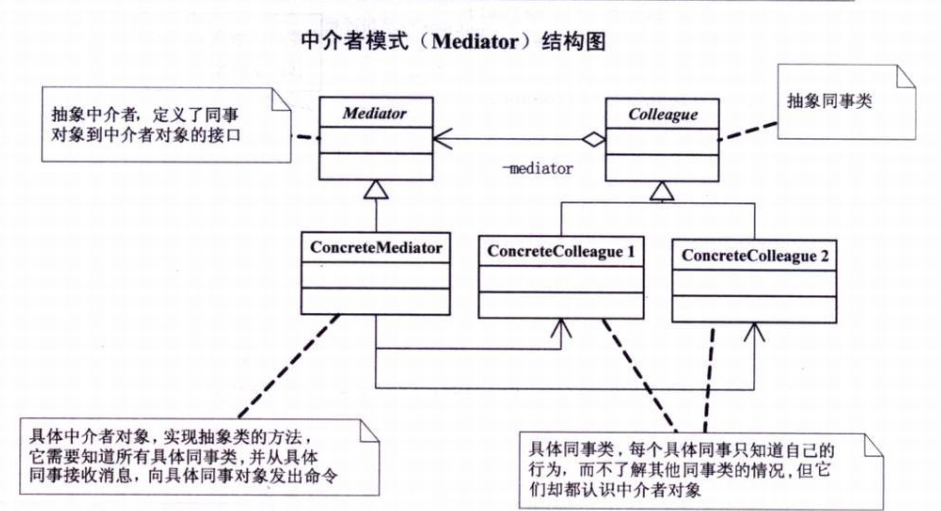 中介者模式（Mediator）结构图
抽象中介者，定义了同事
对象到中介者对象的接口
Mediator
Colleague
抽象同事类
-mediator
ConcreteMediator
ConcreteColleague 1
ConcreteColleague 2
具体中介者对象，实现抽象类的方法，
它需要知道所有具体同事类，并从具体
同事接收消息，向具体同事对象发出命令
具体同事类，每个具体同事只知道自己的
行为，而不了解其他同事类的情况，但它
们却都认识中介者对象